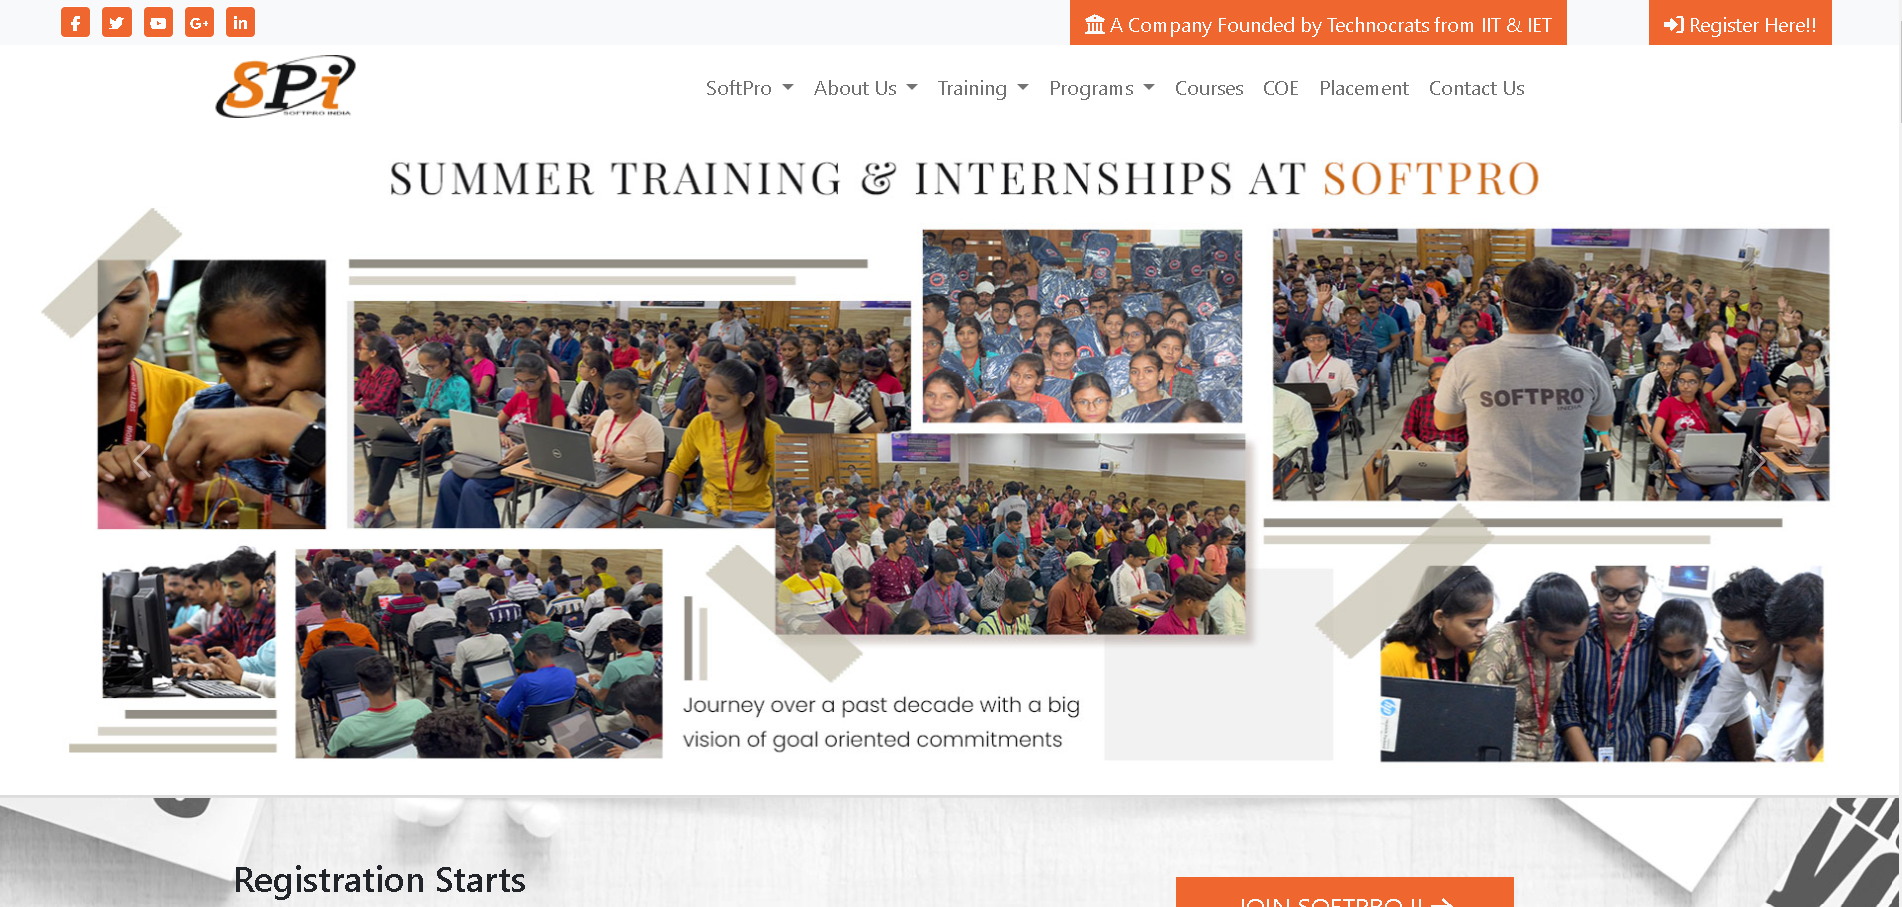 A Company Founded by Technocrats from IIT & IET
Register Here!!
SPi
SOFTPRO INDIA
SoftPro
About Us
Training
Programs
Courses
COE
Placement
Contact Us
SUMMER TRAINING & INTERNSHIPS AT SOFTPRO
SOFTPRO
INDIA
SOFTPRO
Journey over a past decade with a big
vision of goal oriented commitments
Registration Starts
JOIN SOFTPRO !!